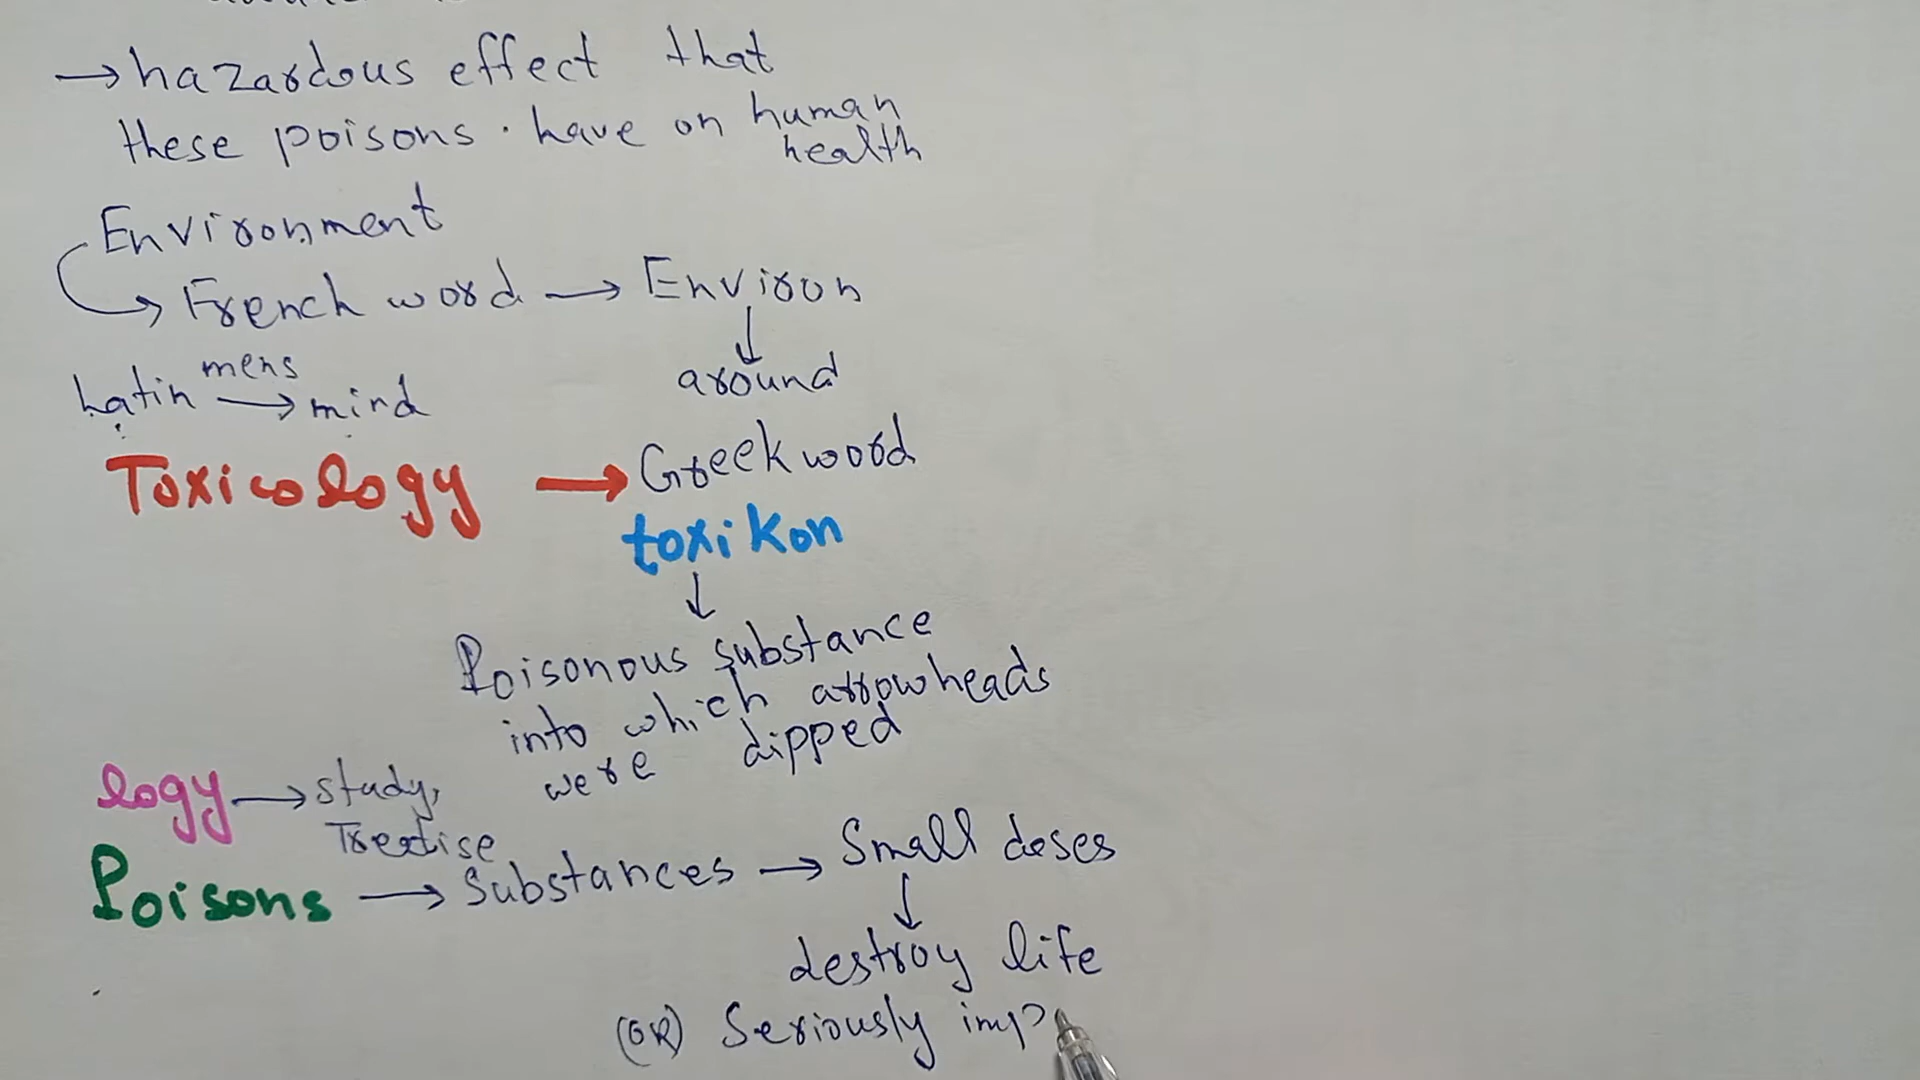 → hazardous effect that
these poisons have on human
health
Environment
French word → Environ
↓
around
Latin mens → mind
Toxicology → Greek word
toxikon
↓
Poisonous substance
into which arrowheads
were dipped
logy → study,
Treatise
Poisons → Substances → Small doses
↓
destroy life
(OR) Seriously imp